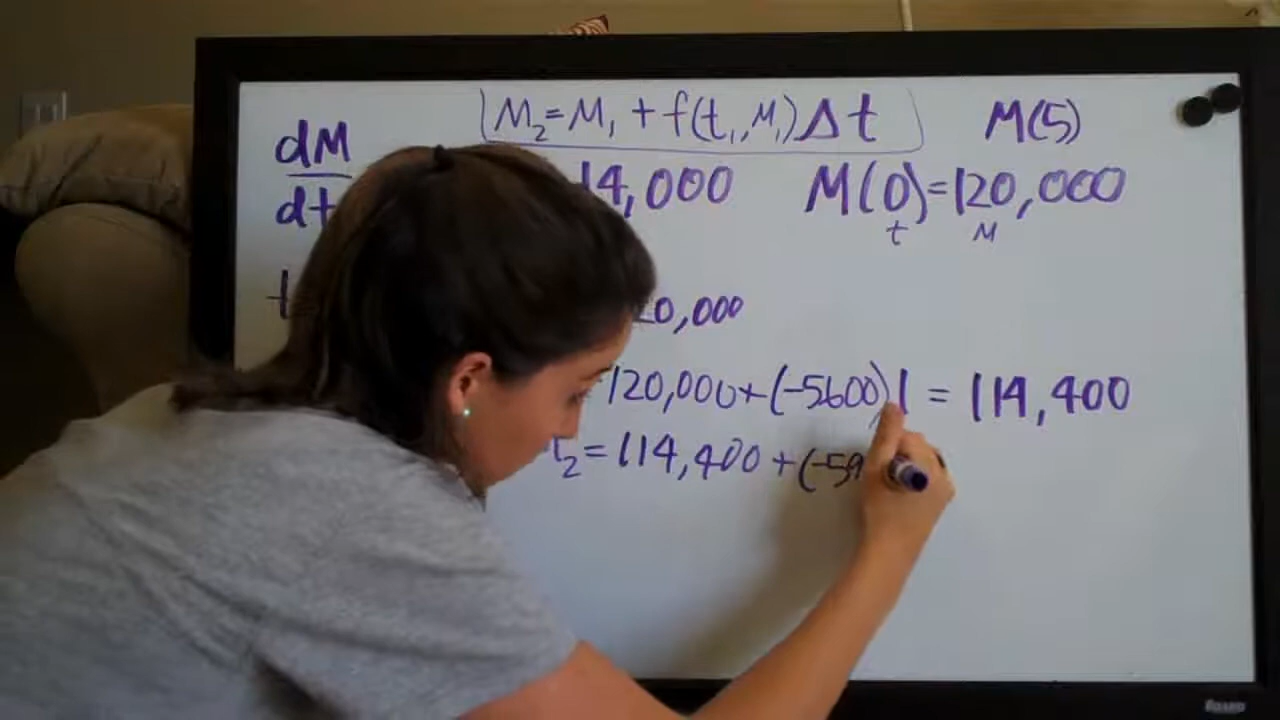 M₂=M₁ + f(t₁,M₁)Δt M(5)
dM
dt 14,000 M(0)=120,000
t M
t 20,000
120,000+(-5600)1 = 114,400
t₂=114,400+(-59